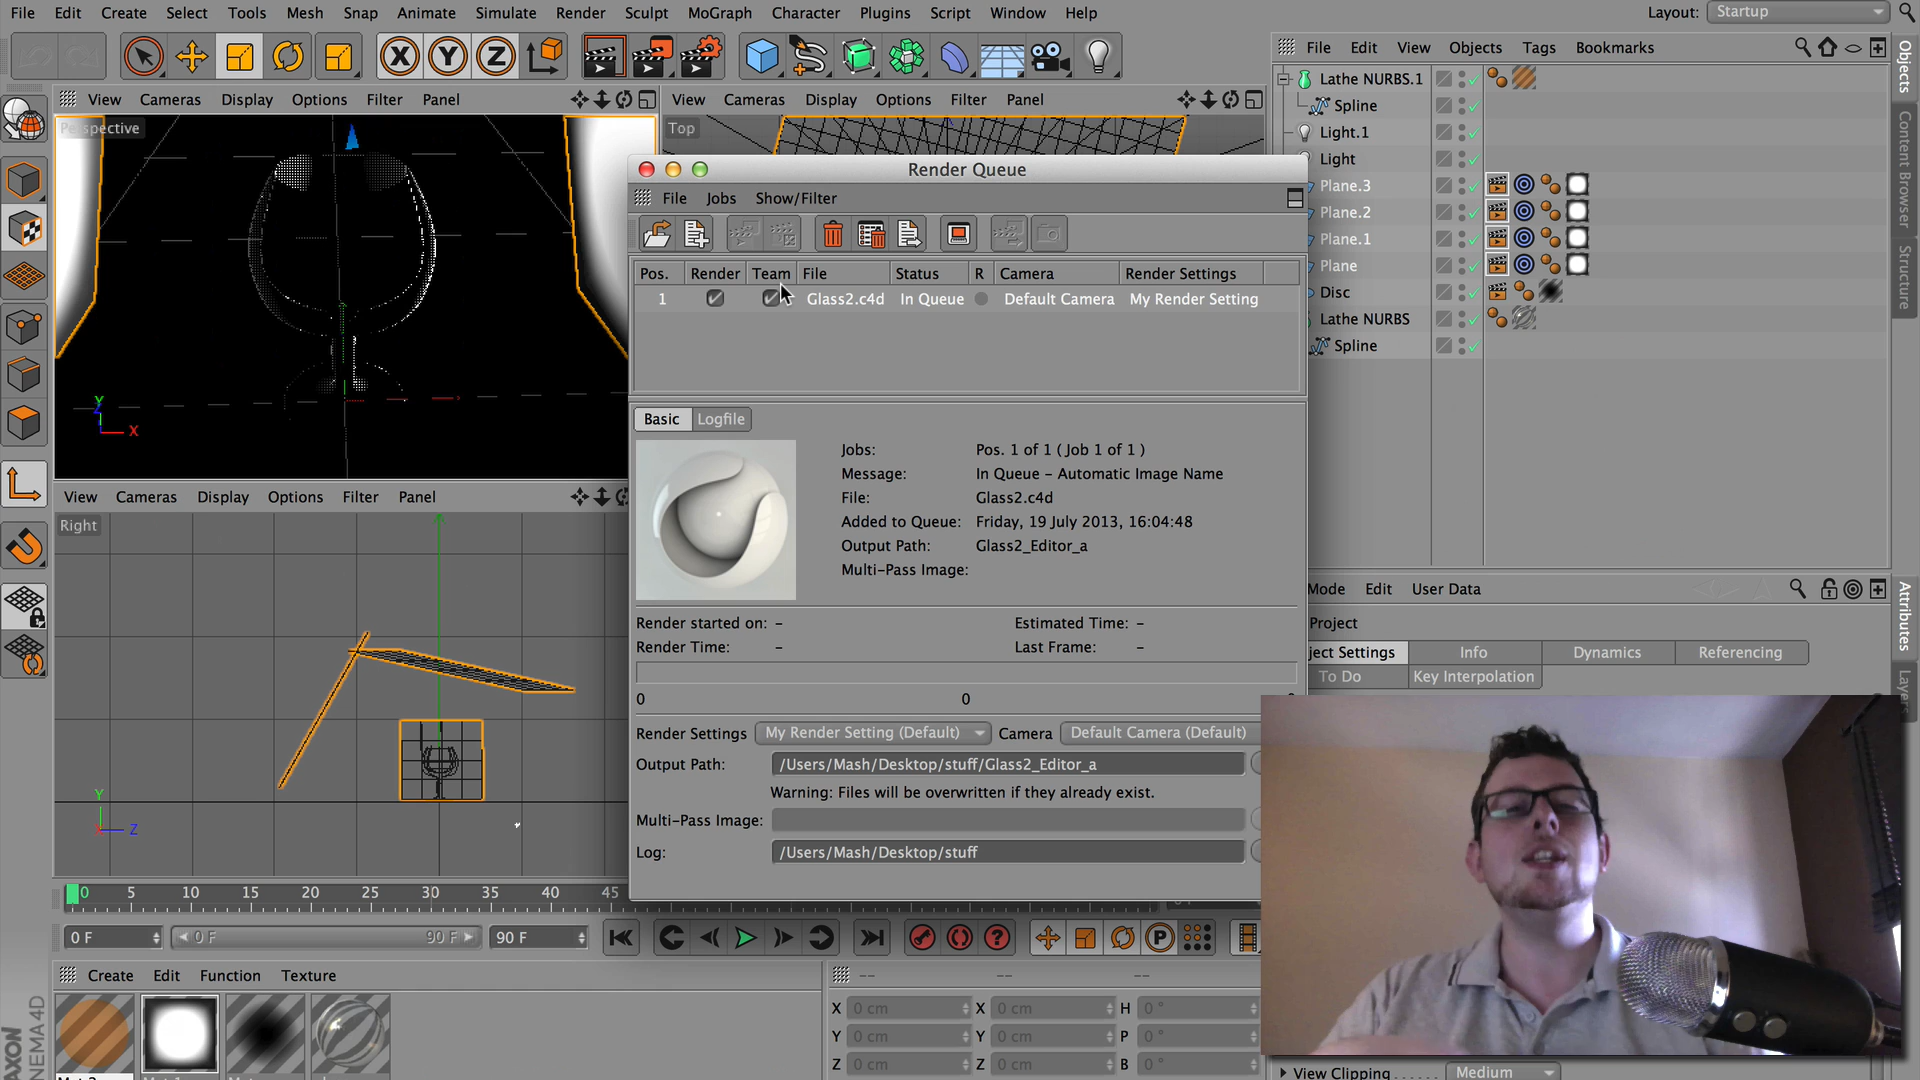 File Edit Create Select Tools Mesh Snap Animate Simulate Render Sculpt MoGraph Character Plugins Script Window Help Layout: Startup
X Y Z
File Edit View Objects Tags Bookmarks
View Cameras Display Options Filter Panel
View Cameras Display Options Filter Panel
Perspective
Top
Lathe NURBS.1
Spline
Light.1
Light
Plane.3
Plane.2
Plane.1
Plane
Disc
Lathe NURBS
Spline
Objects
Content Browser
Structure
Render Queue
File Jobs Show/Filter
Pos. Render Team File Status R Camera Render Settings
1 Glass2.c4d In Queue Default Camera My Render Setting
Basic Logfile
Jobs: Pos. 1 of 1 ( Job 1 of 1 )
Message: In Queue - Automatic Image Name
File: Glass2.c4d
Added to Queue: Friday, 19 July 2013, 16:04:48
Output Path: Glass2_Editor_a
Multi-Pass Image:
Render started on: - Estimated Time: -
Render Time: - Last Frame: -
0 0
Render Settings My Render Setting (Default) Camera Default Camera (Default)
Output Path: /Users/Mash/Desktop/stuff/Glass2_Editor_a
Warning: Files will be overwritten if they already exist.
Multi-Pass Image:
Log: /Users/Mash/Desktop/stuff
Y
Z
X
View Cameras Display Options Filter Panel
Right
Y
X
Z
Mode Edit User Data
Project
ject Settings Info Dynamics Referencing
To Do Key Interpolation
Attributes
Layers
0 5 10 15 20 25 30 35 40 45
0 F 0 F 90 F 90 F
P
Create Edit Function Texture
-- -- --
X 0 cm X 0 cm H 0 °
Y 0 cm Y 0 cm P 0 °
Z 0 cm Z 0 cm B 0 °
View Clipping...... Medium
AXON
NEMA 4D